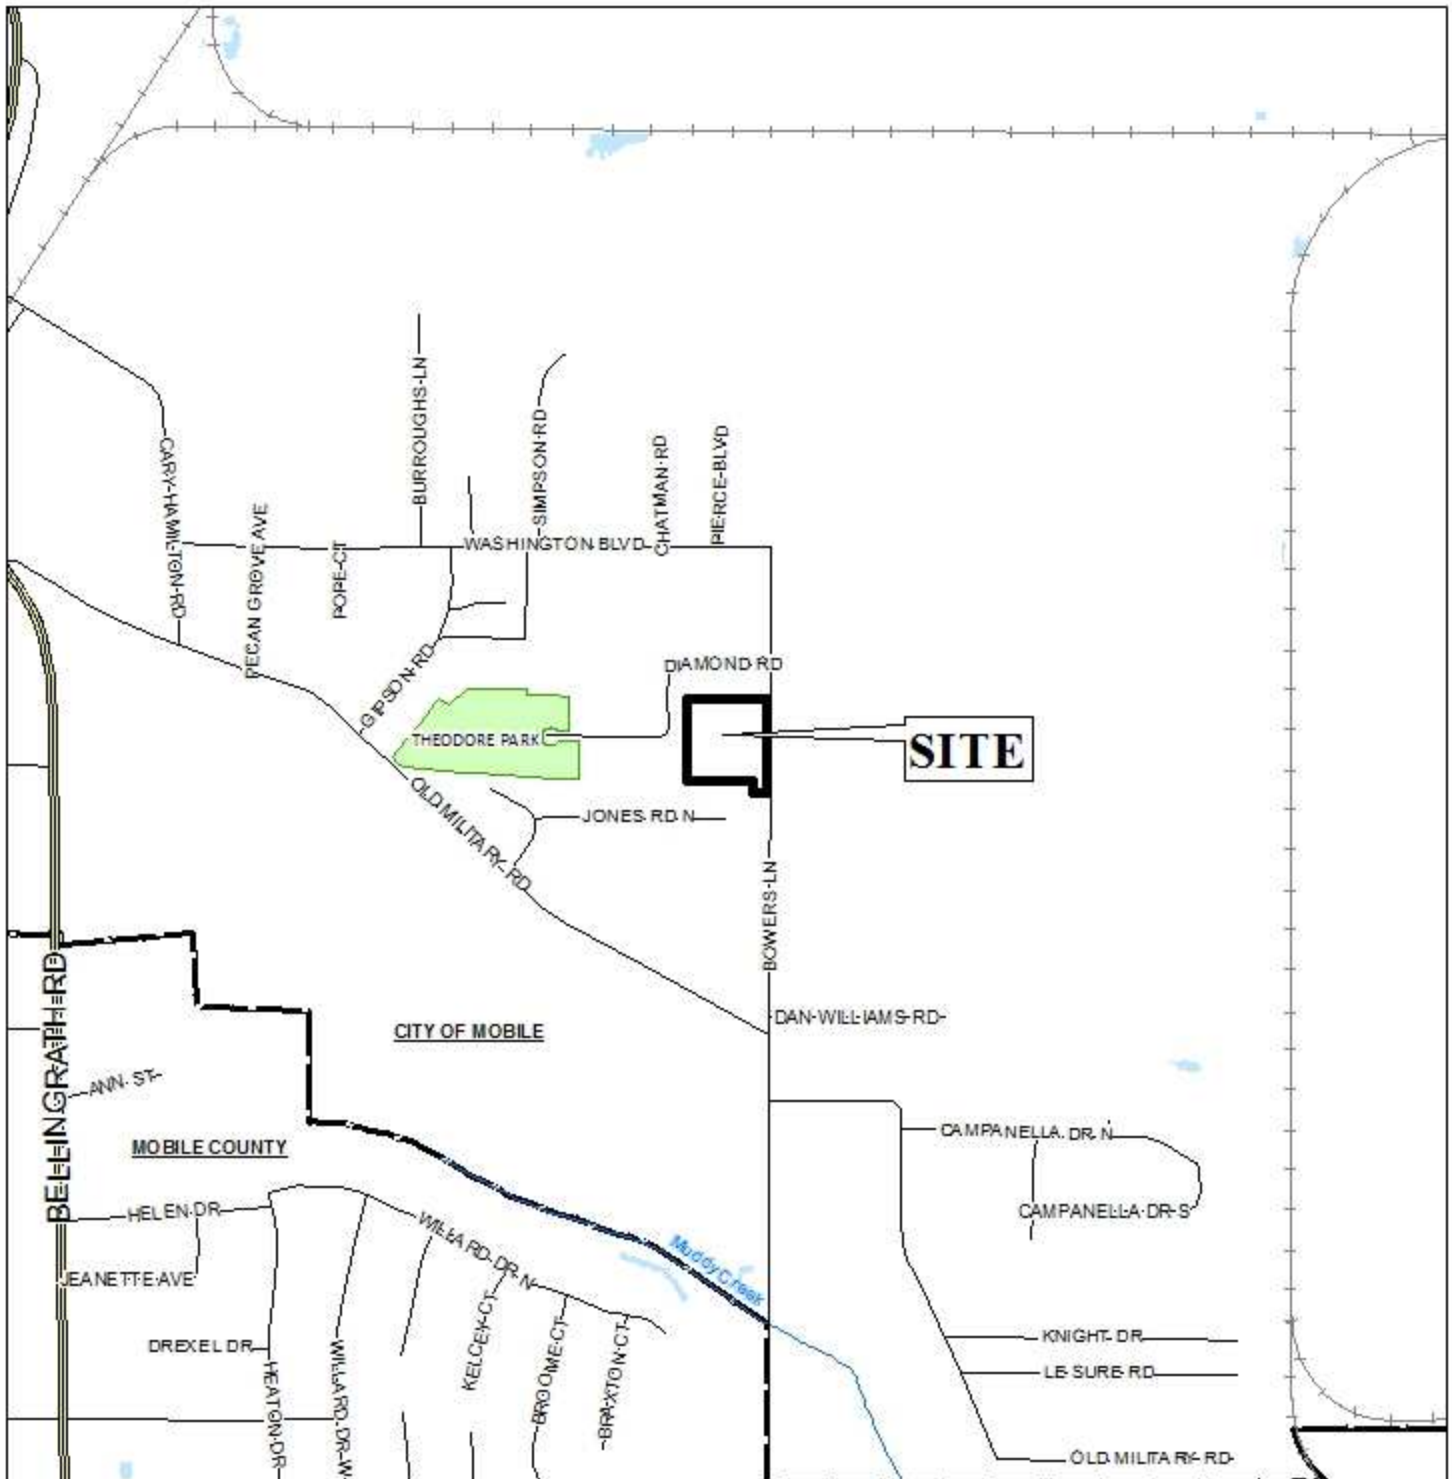 BURROUGHS LN
SIMPSON RD
CHATMAN RD
PIERCE BLVD
CARY HAMILTON RD
PECAN GROVE AVE
POPE CT
WASHINGTON BLVD
GIPSON RD
DIAMOND RD
THEODORE PARK
SITE
OLD MILITARY RD
JONES RD N
BOWERS LN
BELLINGRATH RD
CITY OF MOBILE
DAN WILLIAMS RD
ANN ST
MOBILE COUNTY
CAMPANELLA DR N
CAMPANELLA DR S
HELEN DR
WILLARD DR N
Muddy Creek
JEANETTE AVE
DREXEL DR
HEATON DR
WILLARD DR W
KELCEY CT
BROOME CT
BRAXTON CT
KNIGHT DR
LEISURE RD
OLD MILITARY RD